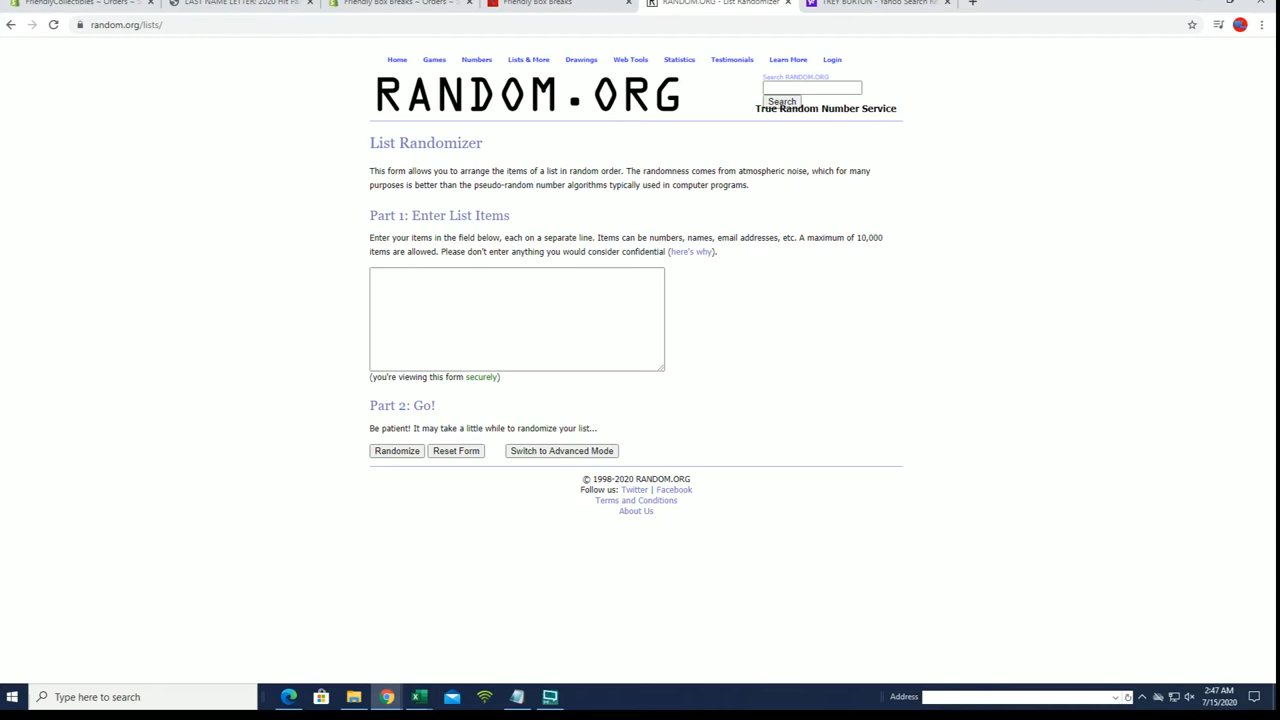 FriendlyCollectibles – Orders – S
LAST NAME LETTER: 2020 Hit Pa
Friendly Box Breaks – Orders – S
Friendly Box Breaks
RANDOM.ORG - List Randomizer
TREY BURTON - Yahoo Search Re
random.org/lists/
Home Games Numbers Lists & More Drawings Web Tools Statistics Testimonials Learn More Login
RANDOM.ORG
Search RANDOM.ORG
Search
True Random Number Service
List Randomizer
This form allows you to arrange the items of a list in random order. The randomness comes from atmospheric noise, which for many
purposes is better than the pseudo-random number algorithms typically used in computer programs.
Part 1: Enter List Items
Enter your items in the field below, each on a separate line. Items can be numbers, names, email addresses, etc. A maximum of 10,000
items are allowed. Please don't enter anything you would consider confidential (here's why).
(you're viewing this form securely)
Part 2: Go!
Be patient! It may take a little while to randomize your list...
Randomize Reset Form Switch to Advanced Mode
© 1998-2020 RANDOM.ORG
Follow us: Twitter | Facebook
Terms and Conditions
About Us
Type here to search
Address
2:47 AM
7/15/2020